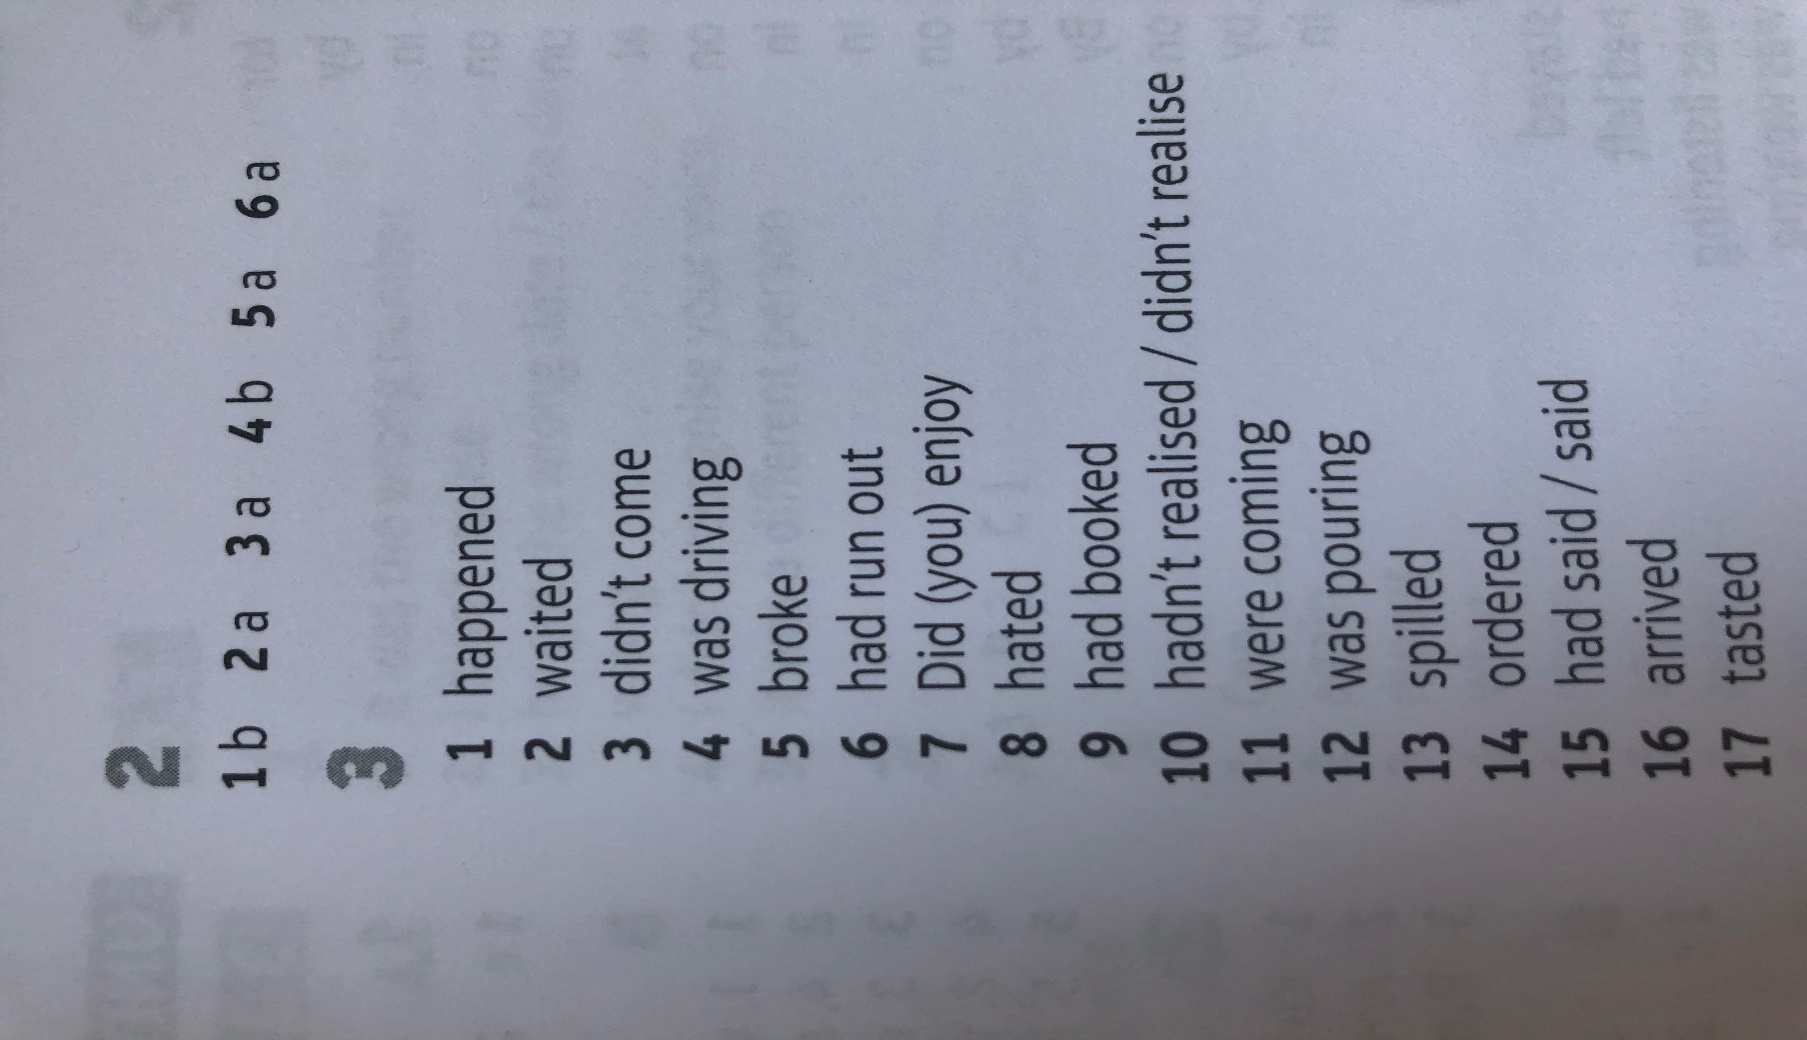 2
1 b 2 a 3 a 4 b 5 a 6 a
3
1 happened
2 waited
3 didn't come
4 was driving
5 broke
6 had run out
7 Did (you) enjoy
8 hated
9 had booked
10 hadn't realised / didn't realise
11 were coming
12 was pouring
13 spilled
14 ordered
15 had said / said
16 arrived
17 tasted